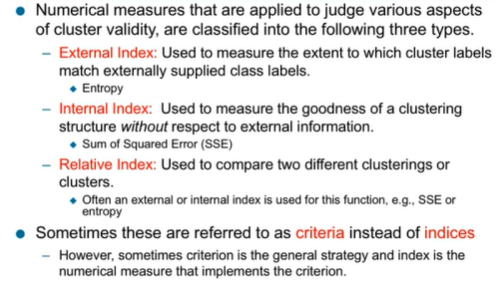 Numerical measures that are applied to judge various aspects
of cluster validity, are classified into the following three types.
– External Index: Used to measure the extent to which cluster labels
match externally supplied class labels.
Entropy
– Internal Index: Used to measure the goodness of a clustering
structure without respect to external information.
Sum of Squared Error (SSE)
– Relative Index: Used to compare two different clusterings or
clusters.
Often an external or internal index is used for this function, e.g., SSE or
entropy
Sometimes these are referred to as criteria instead of indices
– However, sometimes criterion is the general strategy and index is the
numerical measure that implements the criterion.